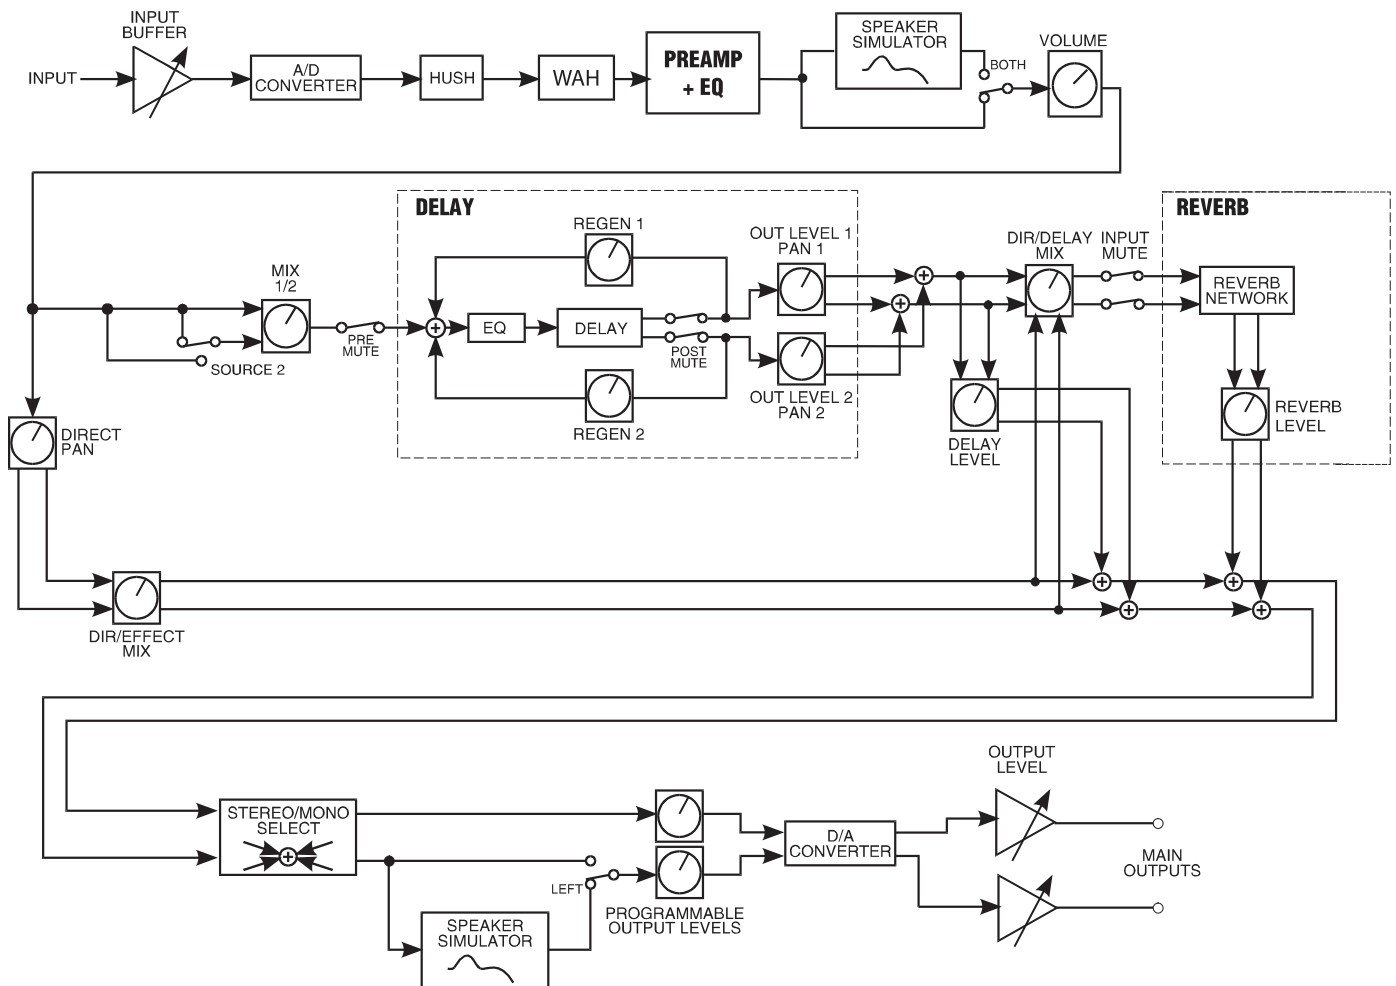 INPUT
BUFFER
INPUT
A/D
CONVERTER
HUSH
WAH
PREAMP
+ EQ
SPEAKER
SIMULATOR
BOTH
VOLUME
DELAY
REGEN 1
OUT LEVEL 1
PAN 1
DIR/DELAY
MIX
INPUT
MUTE
REVERB
MIX
1/2
PRE
MUTE
SOURCE 2
EQ
DELAY
POST
MUTE
REVERB
NETWORK
REGEN 2
OUT LEVEL 2
PAN 2
DELAY
LEVEL
REVERB
LEVEL
DIRECT
PAN
DIR/EFFECT
MIX
STEREO/MONO
SELECT
LEFT
SPEAKER
SIMULATOR
PROGRAMMABLE
OUTPUT LEVELS
D/A
CONVERTER
OUTPUT
LEVEL
MAIN
OUTPUTS